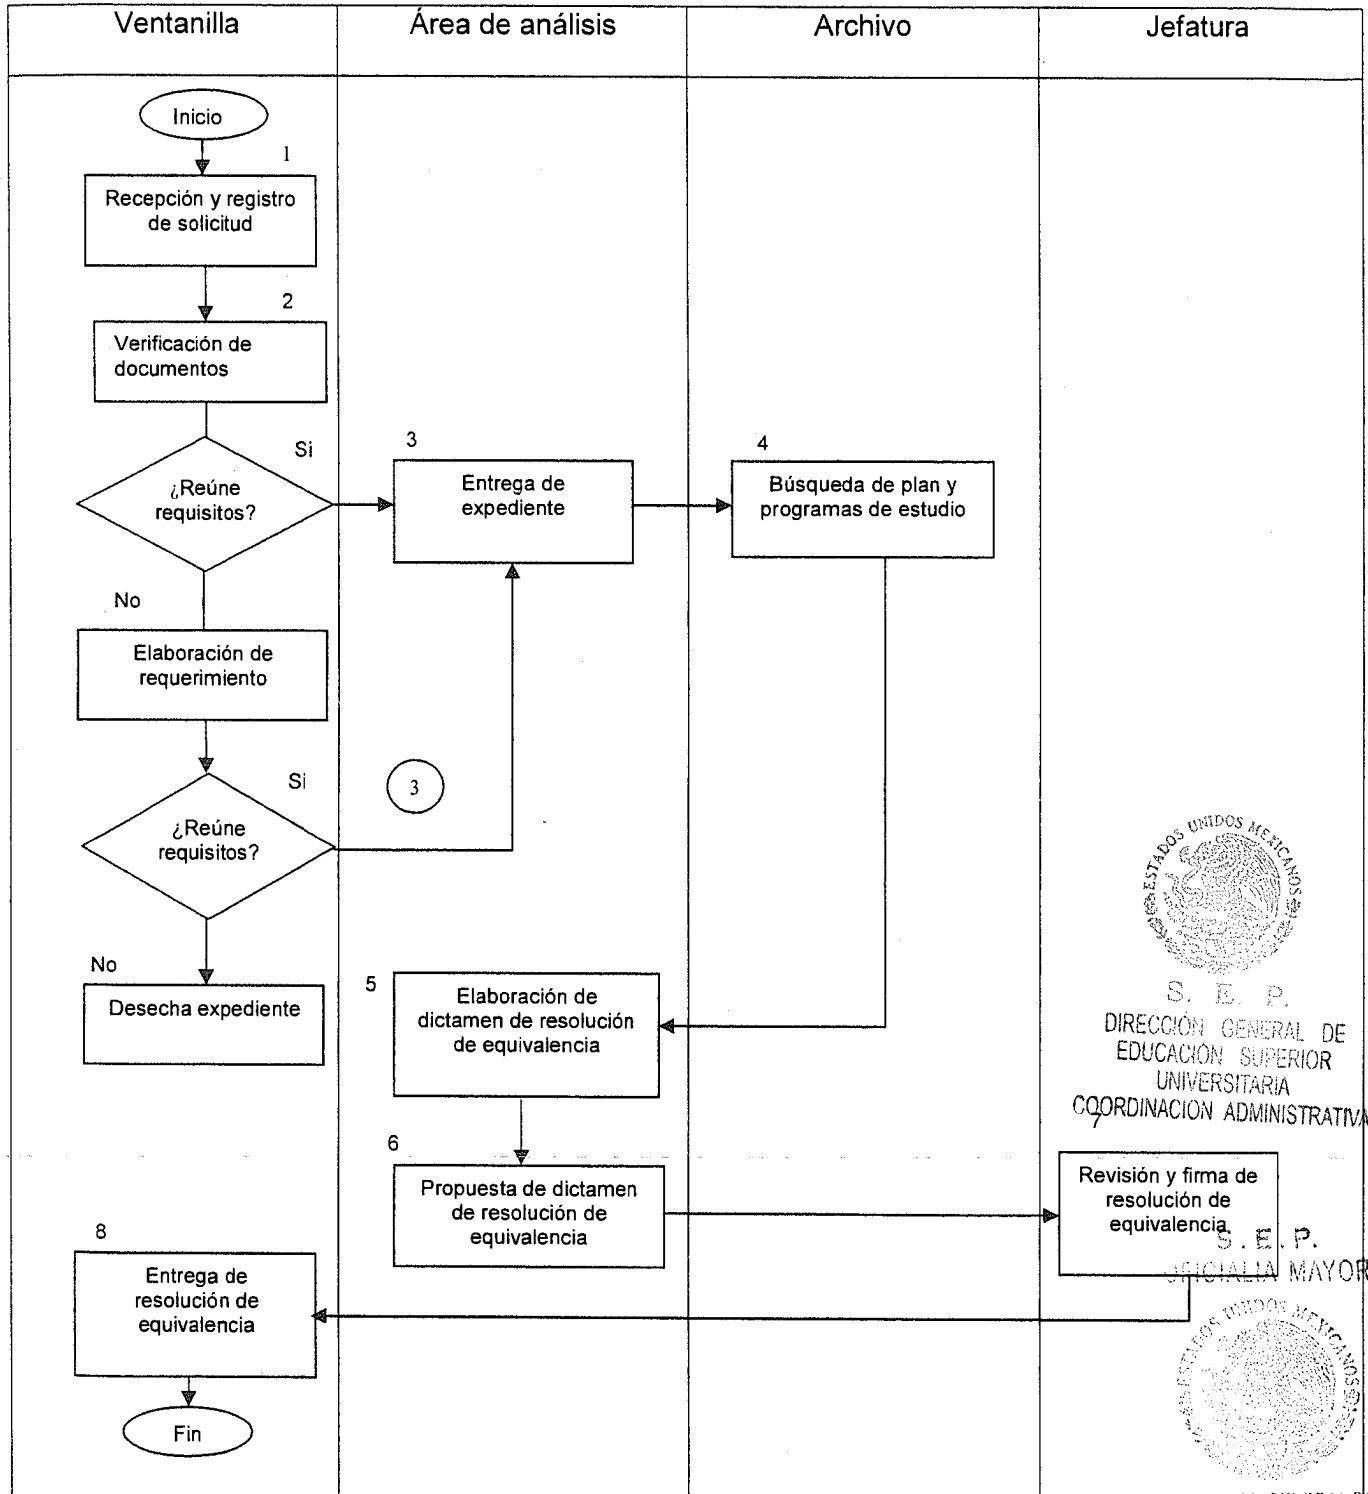 Ventanilla
Área de análisis
Archivo
Jefatura
Inicio
1
Recepción y registro
de solicitud
2
Verificación de
documentos
Si
¿Reúne
requisitos?
3
Entrega de
expediente
4
Búsqueda de plan y
programas de estudio
No
Elaboración de
requerimiento
Si
3
¿Reúne
requisitos?
No
Desecha expediente
5
Elaboración de
dictamen de resolución
de equivalencia
ESTADOS UNIDOS MEXICANOS
S. E. P.
DIRECCIÓN GENERAL DE
EDUCACIÓN SUPERIOR
UNIVERSITARIA
COORDINACION ADMINISTRATIVA
7
6
Propuesta de dictamen
de resolución de
equivalencia
Revisión y firma de
resolución de
equivalencia
S. E. P.
OFICIALIA MAYOR
ESTADOS UNIDOS MEXICANOS
8
Entrega de
resolución de
equivalencia
Fin